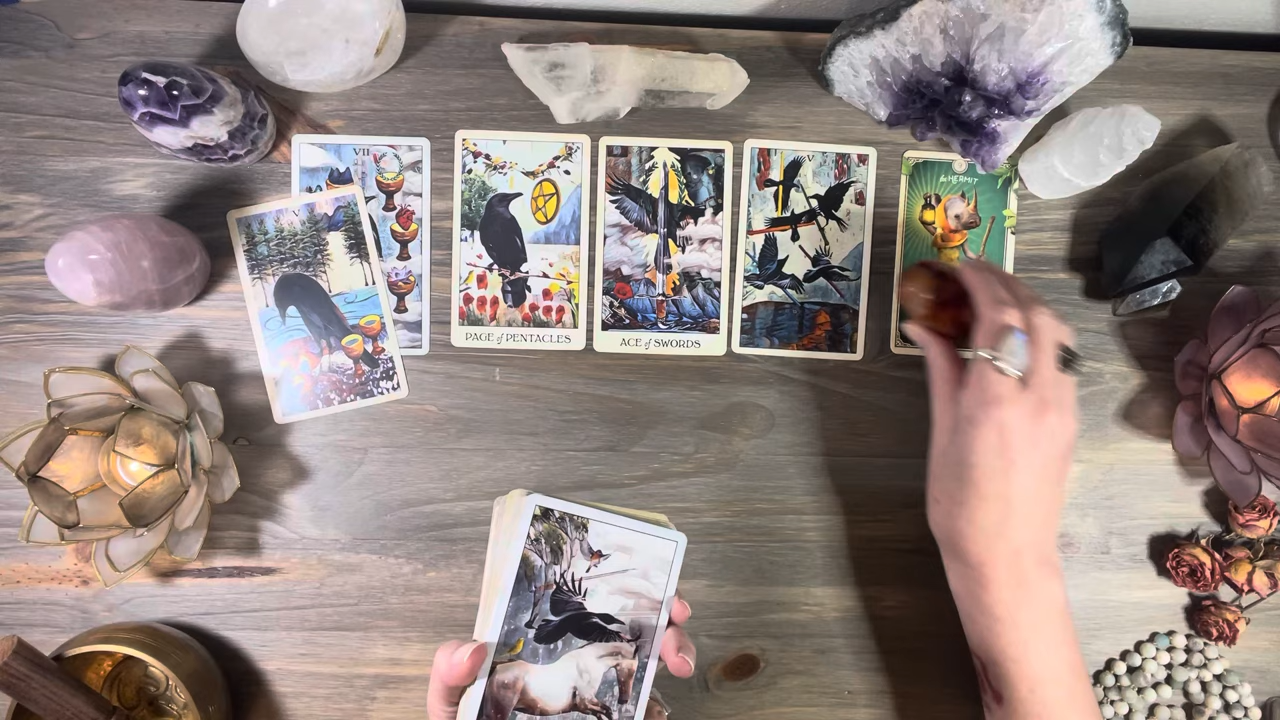 VII
PAGE of PENTACLES
ACE of SWORDS
V
the HERMIT